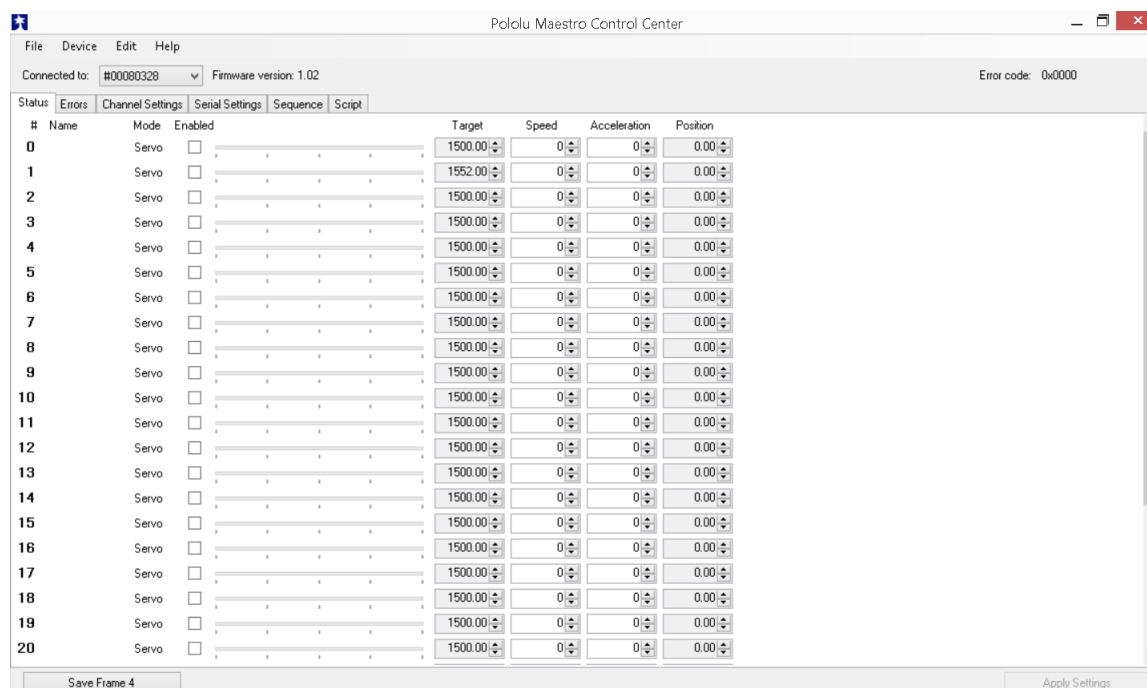 Pololu Maestro Control Center
File Device Edit Help
Connected to: #00080328 Firmware version: 1.02 Error code: 0x0000
Status Errors Channel Settings Serial Settings Sequence Script
# Name Mode Enabled Target Speed Acceleration Position
0 Servo 1500.00 0 0 0.00
1 Servo 1552.00 0 0 0.00
2 Servo 1500.00 0 0 0.00
3 Servo 1500.00 0 0 0.00
4 Servo 1500.00 0 0 0.00
5 Servo 1500.00 0 0 0.00
6 Servo 1500.00 0 0 0.00
7 Servo 1500.00 0 0 0.00
8 Servo 1500.00 0 0 0.00
9 Servo 1500.00 0 0 0.00
10 Servo 1500.00 0 0 0.00
11 Servo 1500.00 0 0 0.00
12 Servo 1500.00 0 0 0.00
13 Servo 1500.00 0 0 0.00
14 Servo 1500.00 0 0 0.00
15 Servo 1500.00 0 0 0.00
16 Servo 1500.00 0 0 0.00
17 Servo 1500.00 0 0 0.00
18 Servo 1500.00 0 0 0.00
19 Servo 1500.00 0 0 0.00
20 Servo 1500.00 0 0 0.00
Save Frame 4 Apply Settings